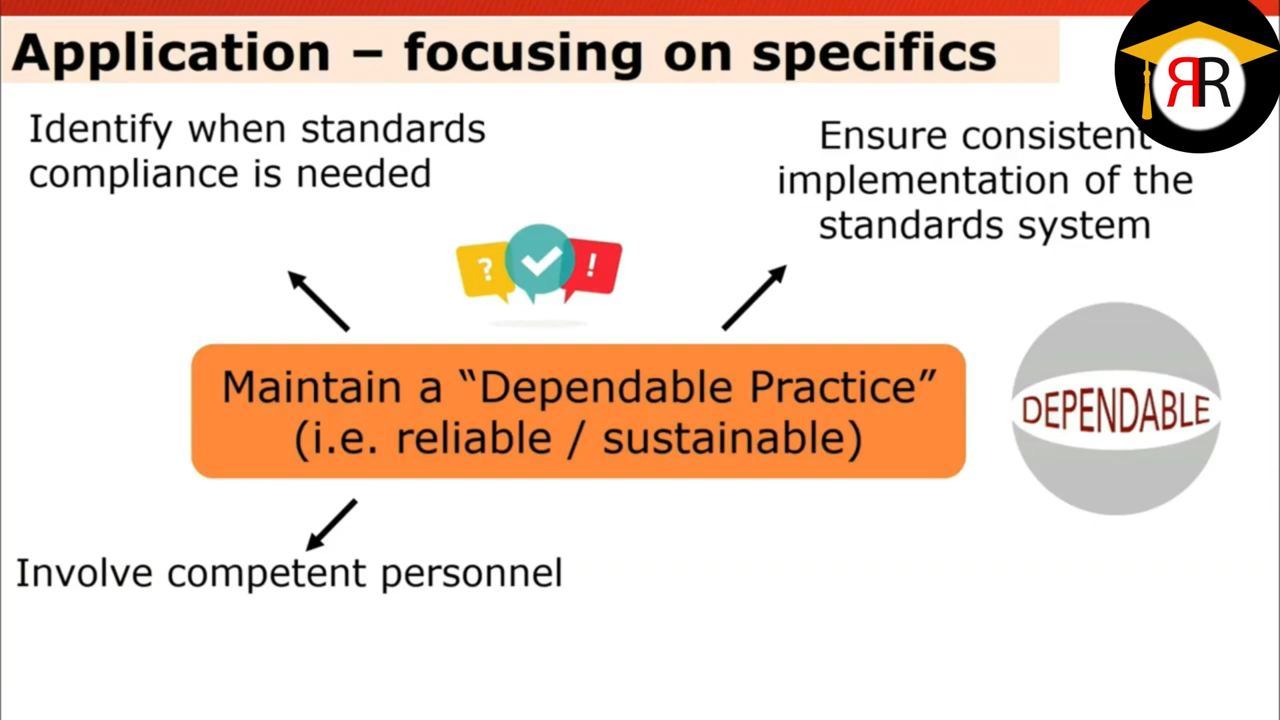 Application – focusing on specifics
ЯR
Identify when standards
compliance is needed
Ensure consistent
implementation of the
standards system
?
!
Maintain a “Dependable Practice”
(i.e. reliable / sustainable)
DEPENDABLE
Involve competent personnel